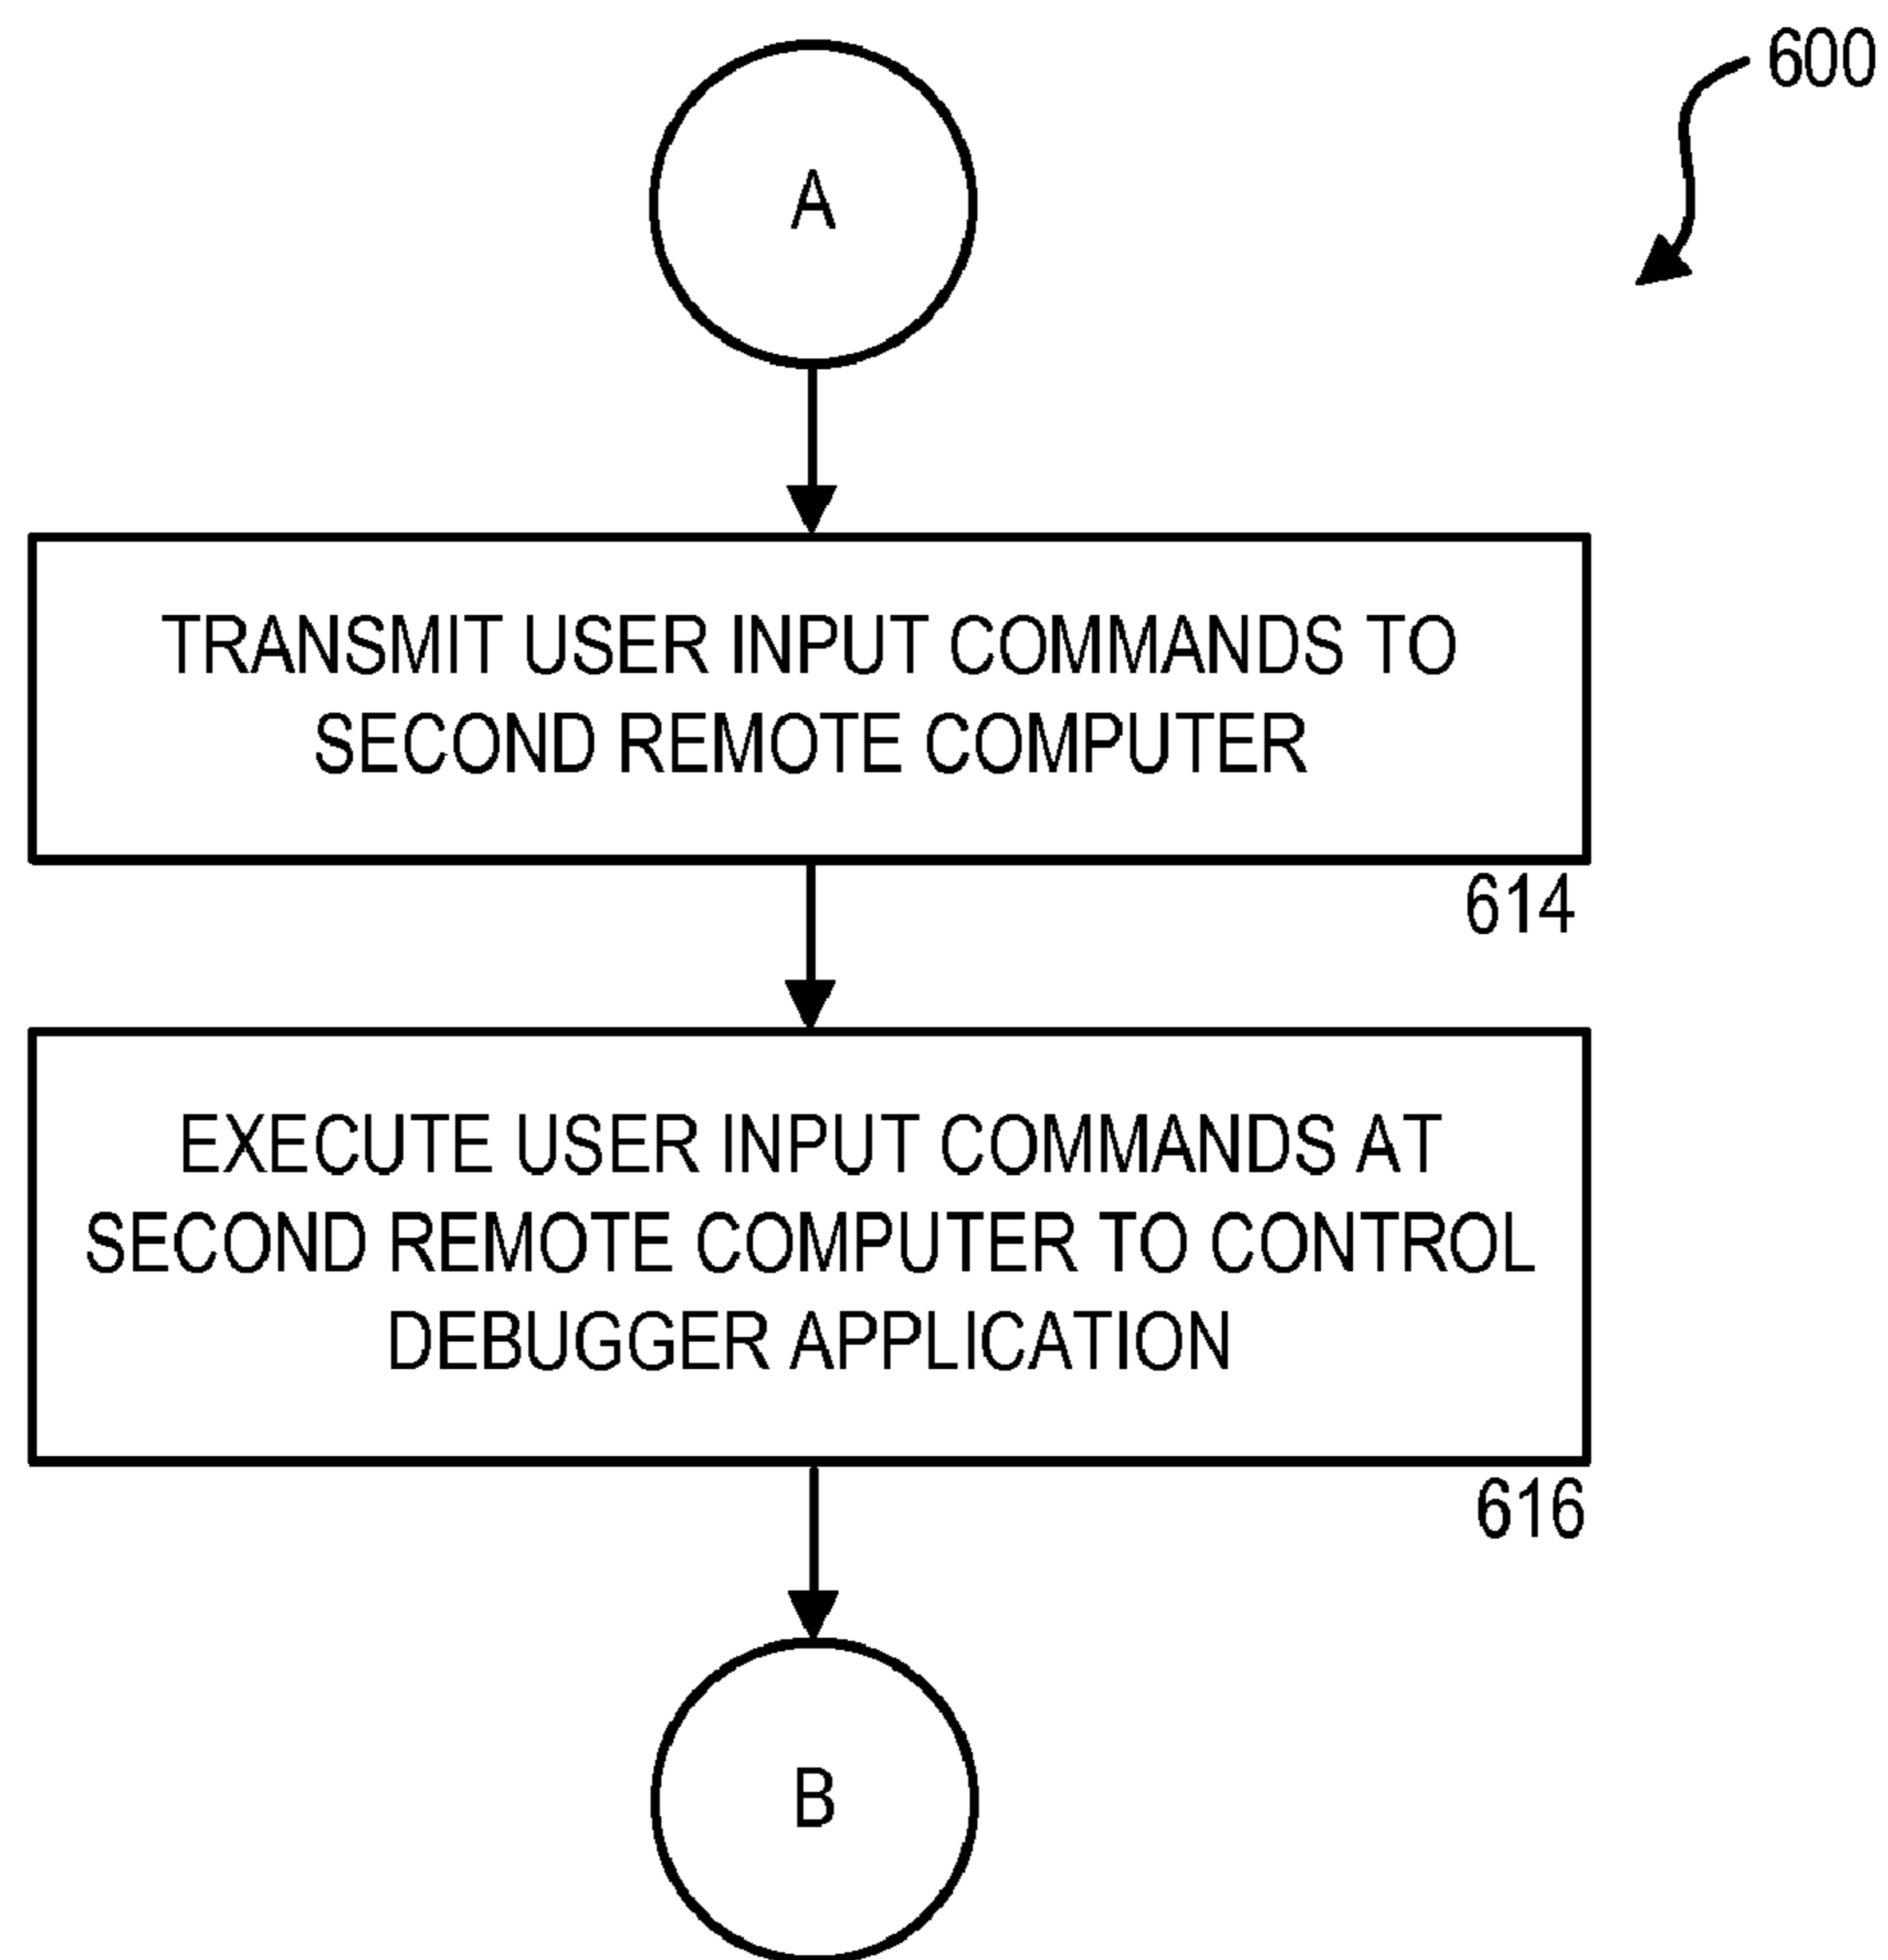 600
A
TRANSMIT USER INPUT COMMANDS TO
SECOND REMOTE COMPUTER
614
EXECUTE USER INPUT COMMANDS AT
SECOND REMOTE COMPUTER TO CONTROL
DEBUGGER APPLICATION
616
B